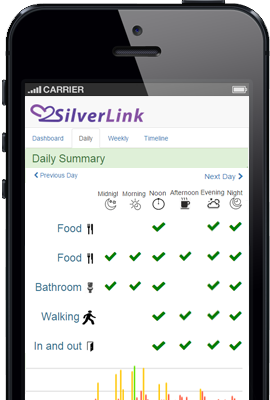 CARRIER
SilverLink
Dashboard Daily Weekly Timeline
Daily Summary
Previous Day Next Day
Midnigt Morning Noon Afternoon Evening Night
Food
Food
Bathroom
Walking
In and out